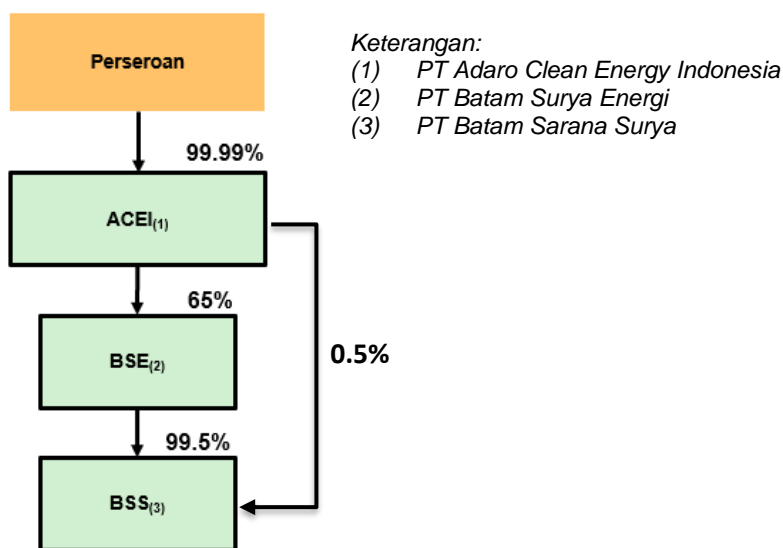 Perseroan
Keterangan:
(1) PT Adaro Clean Energy Indonesia
(2) PT Batam Surya Energi
(3) PT Batam Sarana Surya
99.99%
ACEI(1)
65%
BSE(2)
0.5%
99.5%
BSS(3)